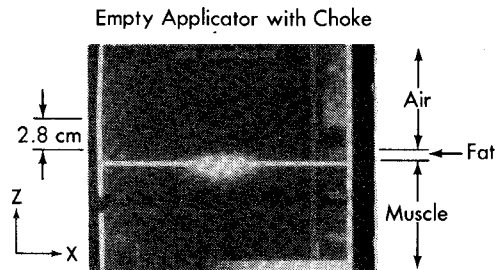 Empty Applicator with Choke
Air
2.8 cm
Fat
Z
Muscle
X